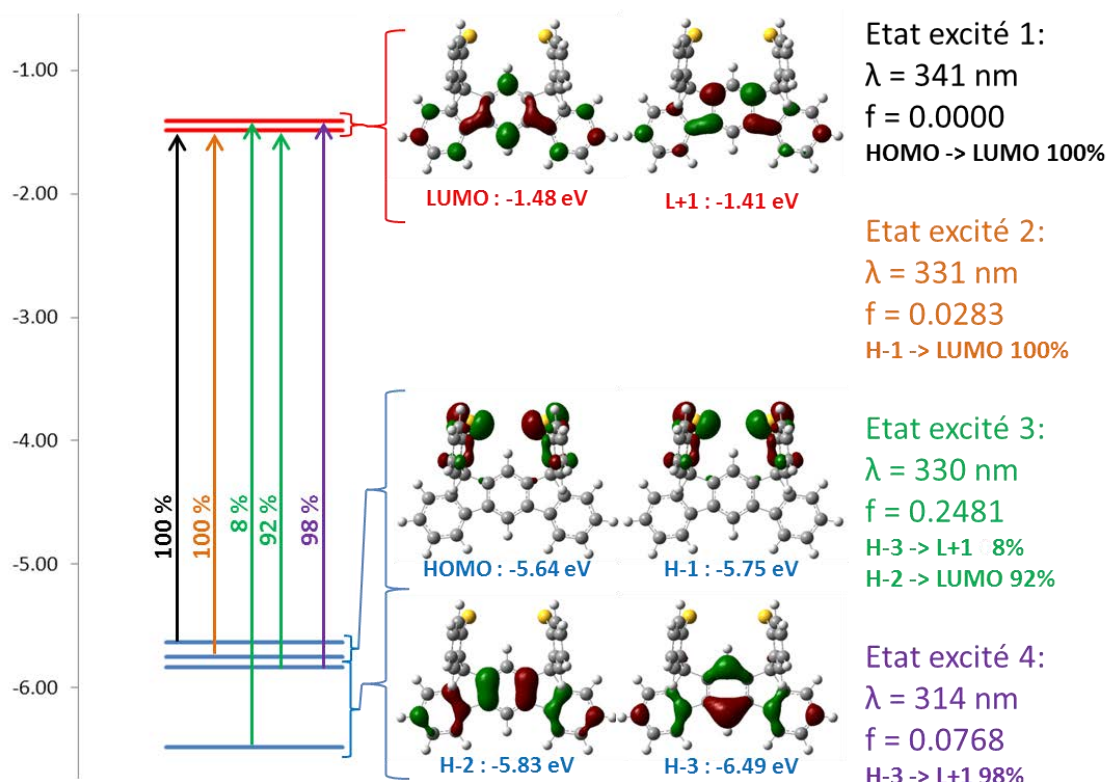 -1.00
-2.00
-3.00
-4.00
-5.00
-6.00
100 %
100 %
8 %
92 %
98 %
LUMO : -1.48 eV
L+1 : -1.41 eV
HOMO : -5.64 eV
H-1 : -5.75 eV
H-2 : -5.83 eV
H-3 : -6.49 eV
Etat excité 1:
λ = 341 nm
f = 0.0000
HOMO -> LUMO 100%
Etat excité 2:
λ = 331 nm
f = 0.0283
H-1 -> LUMO 100%
Etat excité 3:
λ = 330 nm
f = 0.2481
H-3 -> L+1 8%
H-2 -> LUMO 92%
Etat excité 4:
λ = 314 nm
f = 0.0768
H-3 -> L+1 98%